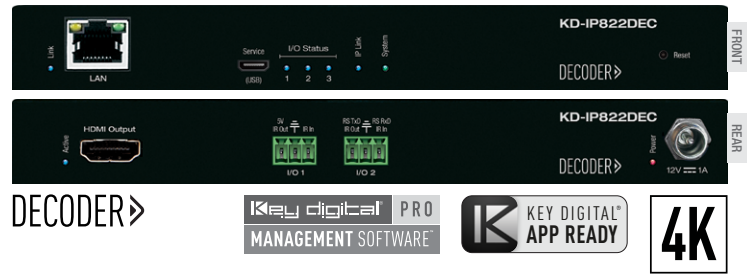 KD-IP822DEC
FRONT
Link
LAN
Service
(USB)
I/O Status
1 2 3
IP Link
System
Reset
DECODER
KD-IP822DEC
REAR
Active
HDMI Output
5V
IR Out IR In
I/O 1
RS TxD RS RxD
IR Out IR In
I/O 2
Power
12V 1A
DECODER
DECODER
Key digital® PRO
MANAGEMENT SOFTWARE™
KEY DIGITAL®
APP READY
4K